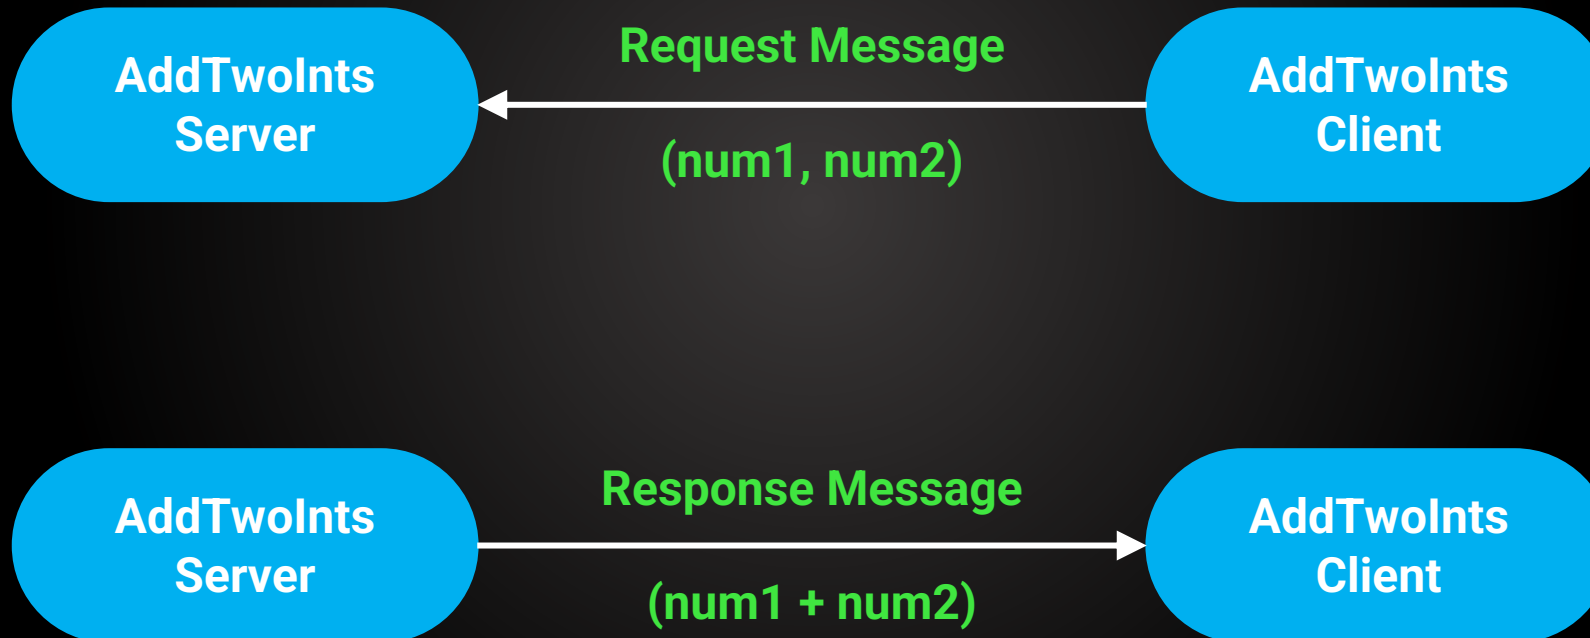 AddTwoInts
Server
Request Message
(num1, num2)
AddTwoInts
Client
AddTwoInts
Server
Response Message
(num1 + num2)
AddTwoInts
Client